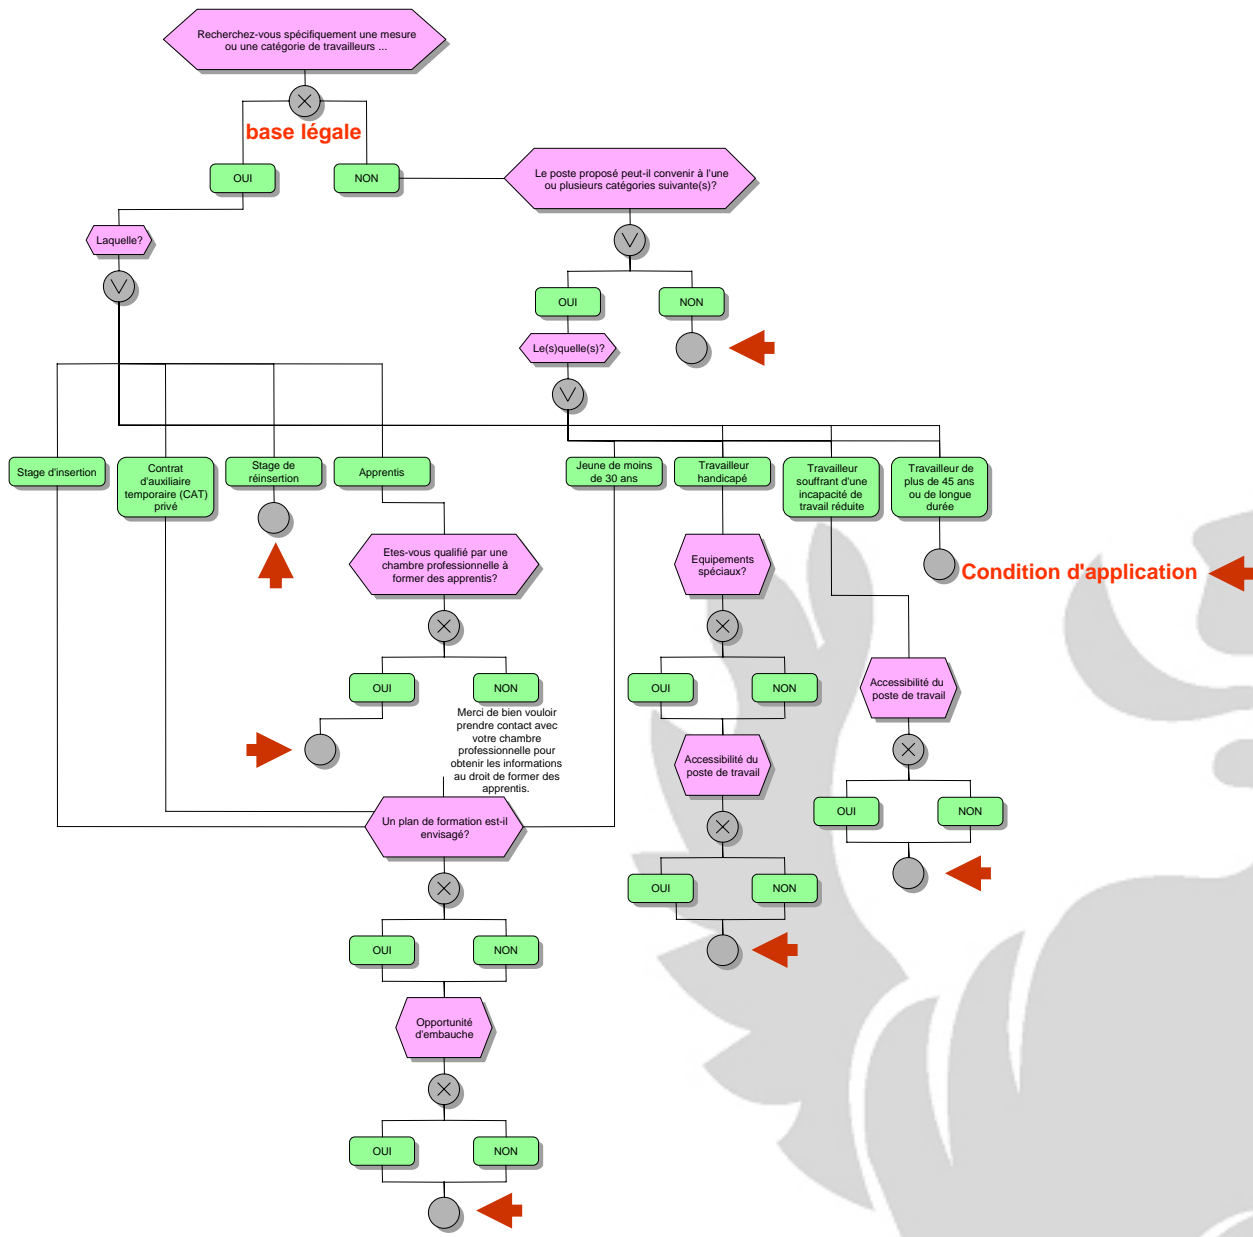 Recherchez-vous spécifiquement une mesure
ou une catégorie de travailleurs ...
base légale
OUI
NON
Le poste proposé peut-il convenir à l'une
ou plusieurs catégories suivante(s)?
Laquelle?
OUI
NON
Le(s)quelle(s)?
Stage d'insertion
Contrat
d'auxiliaire
temporaire (CAT)
privé
Stage de
réinsertion
Apprentis
Jeune de moins
de 30 ans
Travailleur
handicapé
Travailleur
souffrant d'une
incapacité de
travail réduite
Travailleur de
plus de 45 ans
ou de longue
durée
Etes-vous qualifié par une
chambre professionnelle à
former des apprentis?
Equipements
spéciaux?
Condition d'application
OUI
NON
Merci de bien vouloir
prendre contact avec
votre chambre
professionnelle pour
obtenir les informations
au droit de former des
apprentis.
OUI
NON
Accessibilité du
poste de travail
Accessibilité du
poste de travail
OUI
NON
Un plan de formation est-il
envisagé?
OUI
NON
OUI
NON
Opportunité
d'embauche
OUI
NON